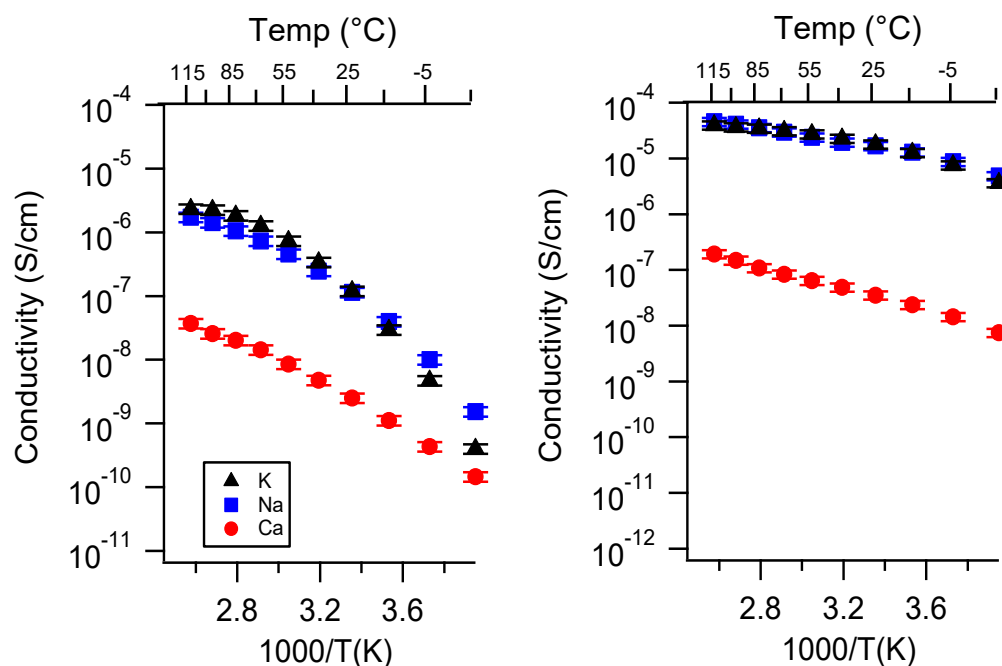 Temp (°C)
115 85 55 25 -5
10-4
10-5
10-6
10-7
10-8
10-9
10-10
10-11
Conductivity (S/cm)
K
Na
Ca
2.8 3.2 3.6
1000/T(K)
Temp (°C)
115 85 55 25 -5
10-4
10-5
10-6
10-7
10-8
10-9
10-10
10-11
10-12
Conductivity (S/cm)
2.8 3.2 3.6
1000/T(K)